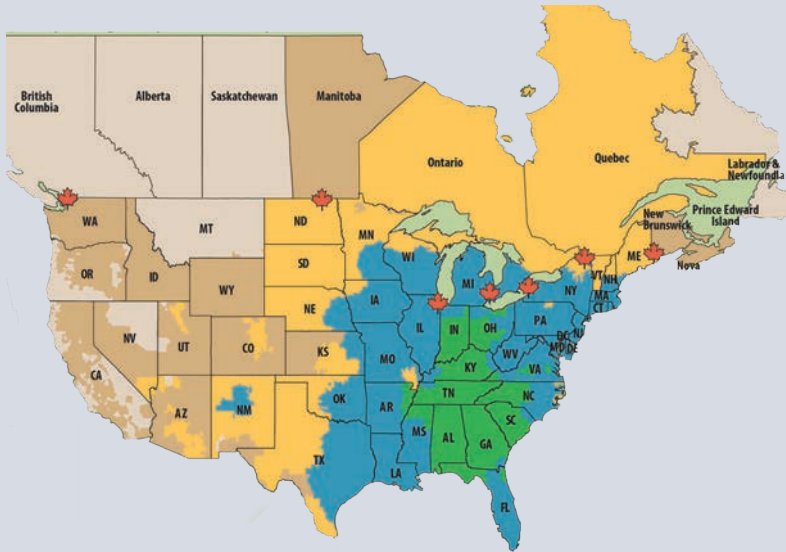 British
Columbia
Alberta
Saskatchewan
Manitoba
Ontario
Quebec
Labrador &
Newfoundla
New
Brunswick
Prince Edward
Island
Nova
WA
MT
ND
MN
OR
ID
SD
WI
MI
NY
VT
NH
ME
MA
CT
WY
NE
IA
IL
IN
OH
PA
NJ
NV
UT
CO
KS
MO
KY
WV
VA
DC
MD
DE
CA
AZ
NM
OK
AR
TN
NC
SC
TX
LA
MS
AL
GA
FL